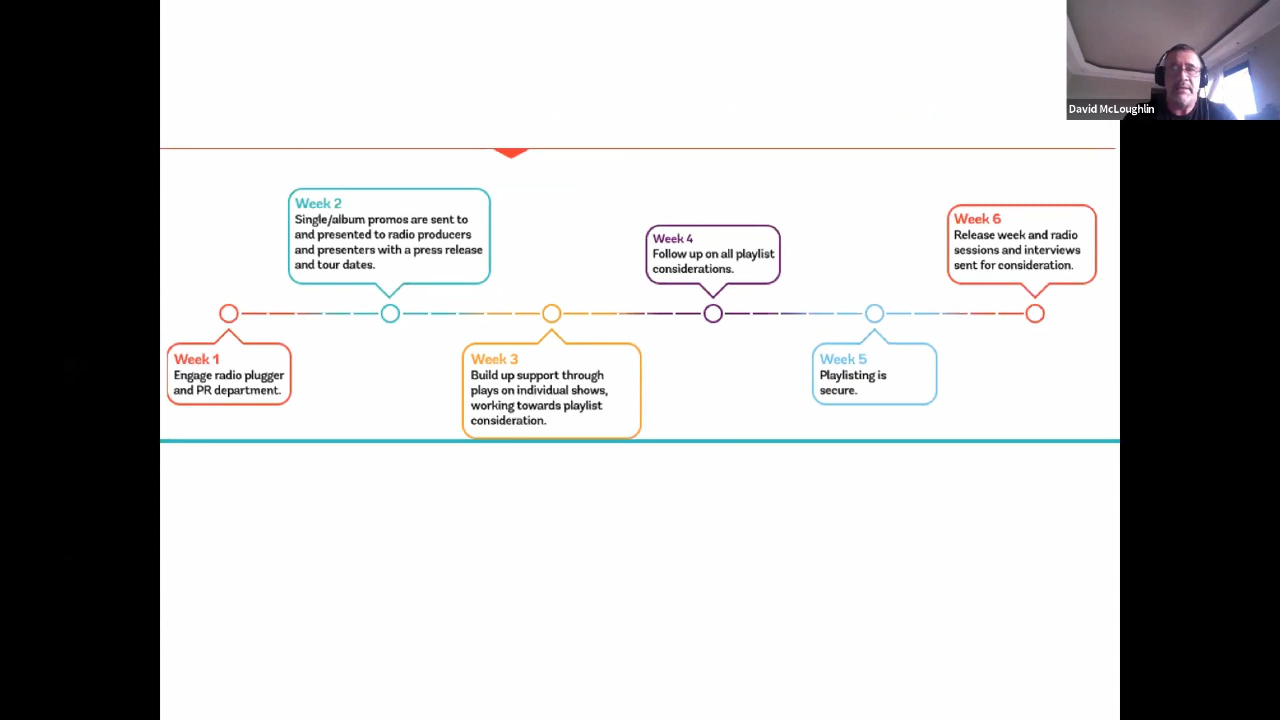 David McLoughlin
Week 1
Engage radio plugger
and PR department.
Week 2
Single/album promos are sent to
and presented to radio producers
and presenters with a press release
and tour dates.
Week 3
Build up support through
plays on individual shows,
working towards playlist
consideration.
Week 4
Follow up on all playlist
considerations.
Week 5
Playlisting is
secure.
Week 6
Release week and radio
sessions and interviews
sent for consideration.